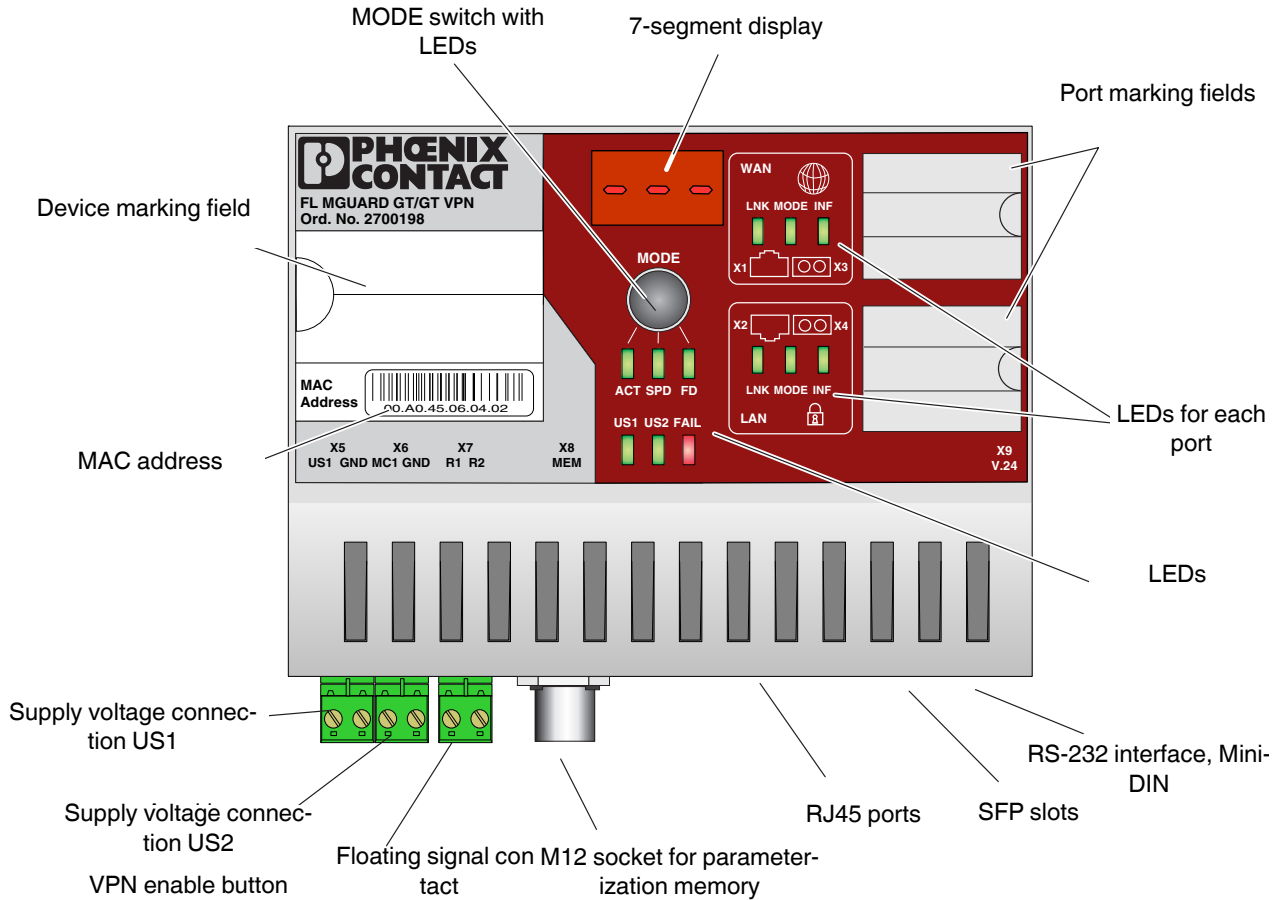 MODE switch with
LEDs
7-segment display
Port marking fields
Device marking field
PHŒNIX
CONTACT
FL MGUARD GT/GT VPN
Ord. No. 2700198
WAN
LNK MODE INF
X1
X3
MODE
X2
X4
ACT SPD FD
LNK MODE INF
LAN
MAC
Address
00.A0.45.06.04.02
US1 US2 FAIL
LEDs for each
port
MAC address
X5
US1 GND
X6
MC1 GND
X7
R1 R2
X8
MEM
X9
V.24
LEDs
Supply voltage connec-
tion US1
RS-232 interface, Mini-
DIN
Supply voltage connec-
tion US2
RJ45 ports
SFP slots
VPN enable button
Floating signal con
tact
M12 socket for parameter-
ization memory